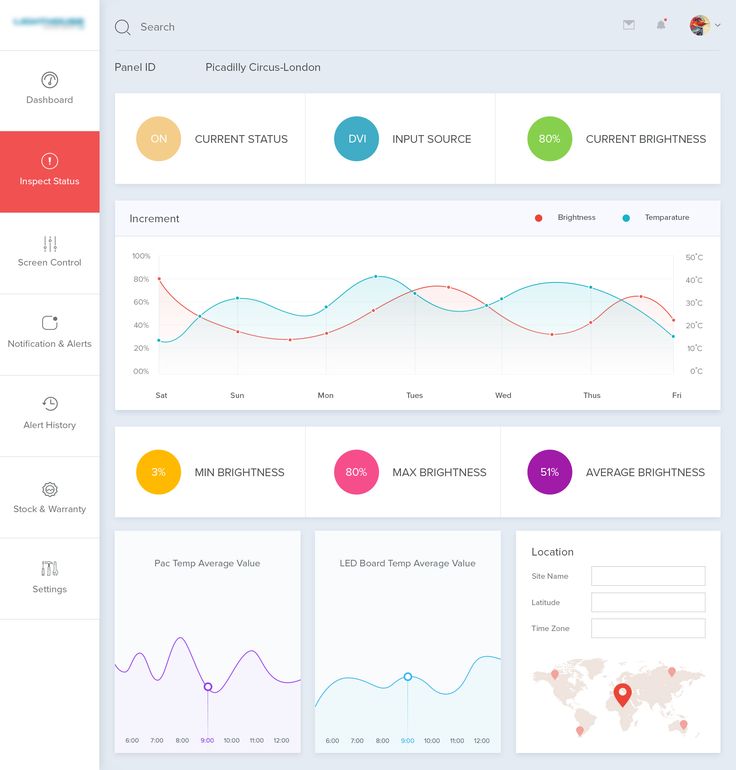 LIGHTHOUSE
Dashboard
Inspect Status
Screen Control
Notification & Alerts
Alert History
Stock & Warranty
Settings
Search
Panel ID Picadilly Circus-London
ON CURRENT STATUS
DVI INPUT SOURCE
80% CURRENT BRIGHTNESS
Increment
Brightness Temparature
100% 50°C
80% 40°C
60% 30°C
40% 20°C
20% 10°C
00% 0°C
Sat Sun Mon Tues Wed Thus Fri
3% MIN BRIGHTNESS
80% MAX BRIGHTNESS
51% AVERAGE BRIGHTNESS
Pac Temp Average Value
6:00 7:00 8:00 9:00 10:00 11:00 12:00
LED Board Temp Average Value
6:00 7:00 8:00 9:00 10:00 11:00 12:00
Location
Site Name
Latitude
Time Zone